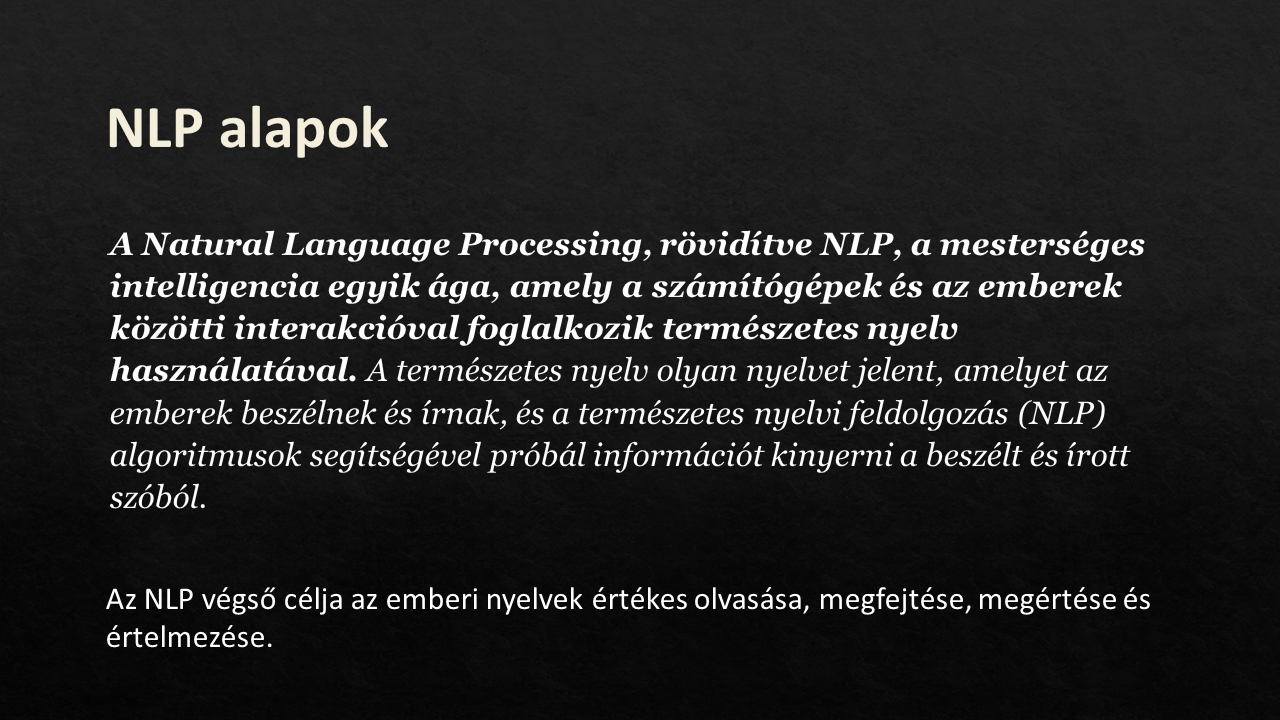 NLP alapok
A Natural Language Processing, rövidítve NLP, a mesterséges
intelligencia egyik ága, amely a számítógépek és az emberek
közötti interakcióval foglalkozik természetes nyelv
használatával. A természetes nyelv olyan nyelvet jelent, amelyet az
emberek beszélnek és írnak, és a természetes nyelvi feldolgozás (NLP)
algoritmusok segítségével próbál információt kinyerni a beszélt és írott
szóból.
Az NLP végső célja az emberi nyelvek értékes olvasása, megfejtése, megértése és
értelmezése.